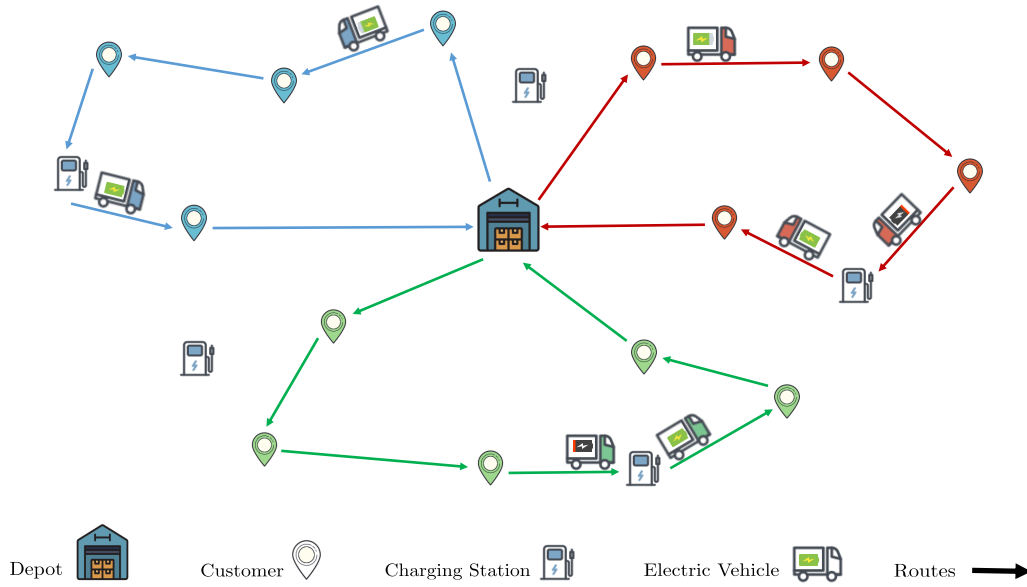 Depot
Customer
Charging Station
Electric Vehicle
Routes